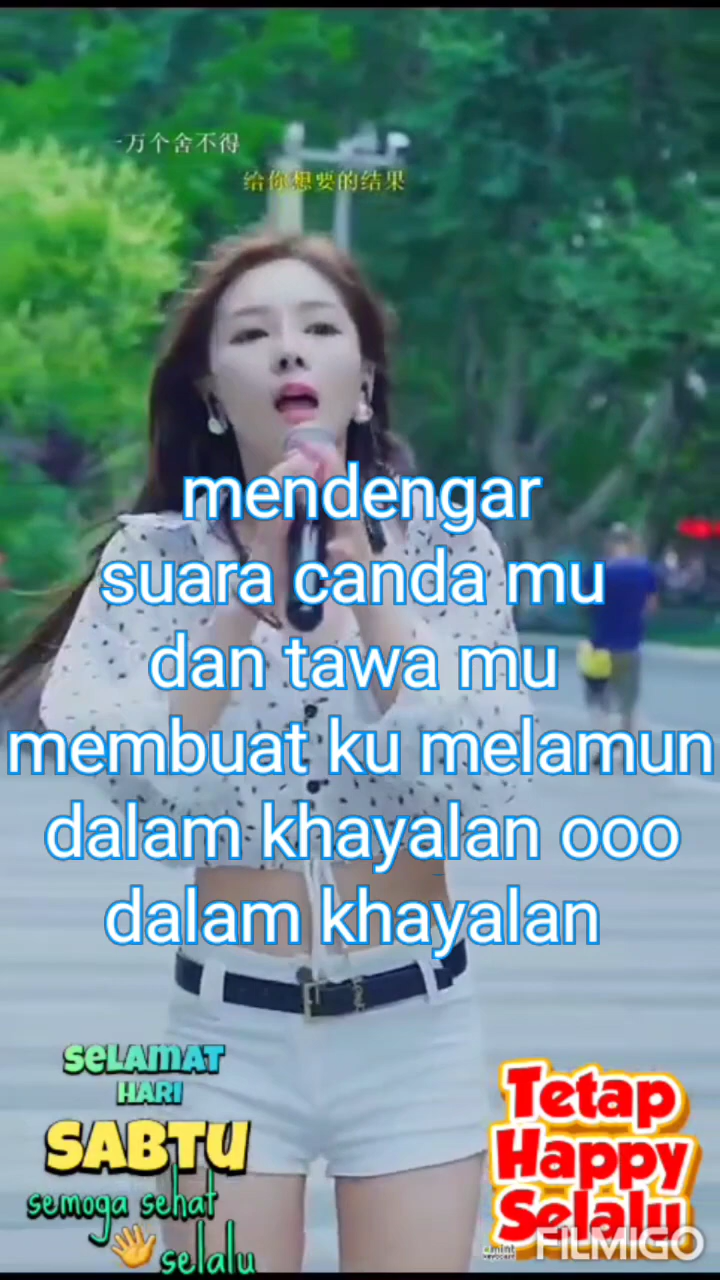 一万个舍不得
给你想要的结果
mendengar
suara canda mu
dan tawa mu
membuat ku melamun
dalam khayalan ooo
dalam khayalan
SELAMAT
HARI
SABTU
semoga sehat
selalu
Tetap
Happy
Selalu
FILMIGO